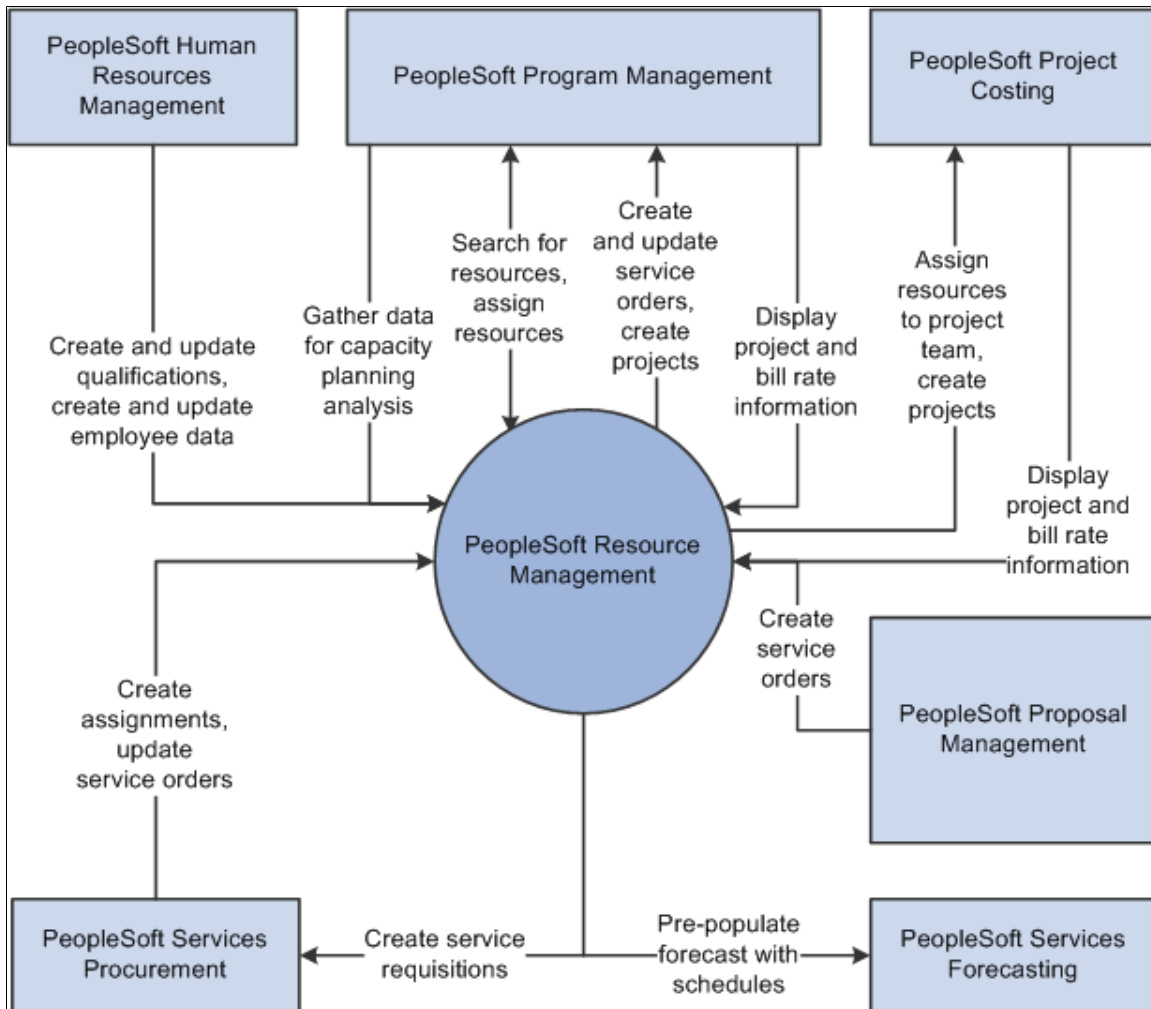 PeopleSoft Human
Resources
Management
PeopleSoft Program Management
PeopleSoft Project
Costing
Create and update
qualifications,
create and update
employee data
Gather data
for capacity
planning
analysis
Search for
resources,
assign
resources
Create
and update
service
orders,
create
projects
Display
project and
bill rate
information
Assign
resources
to project
team,
create
projects
Display
project and
bill rate
information
PeopleSoft Resource
Management
Create
service
orders
PeopleSoft Proposal
Management
Create
assignments,
update
service orders
PeopleSoft Services
Procurement
Create service
requisitions
Pre-populate
forecast with
schedules
PeopleSoft Services
Forecasting